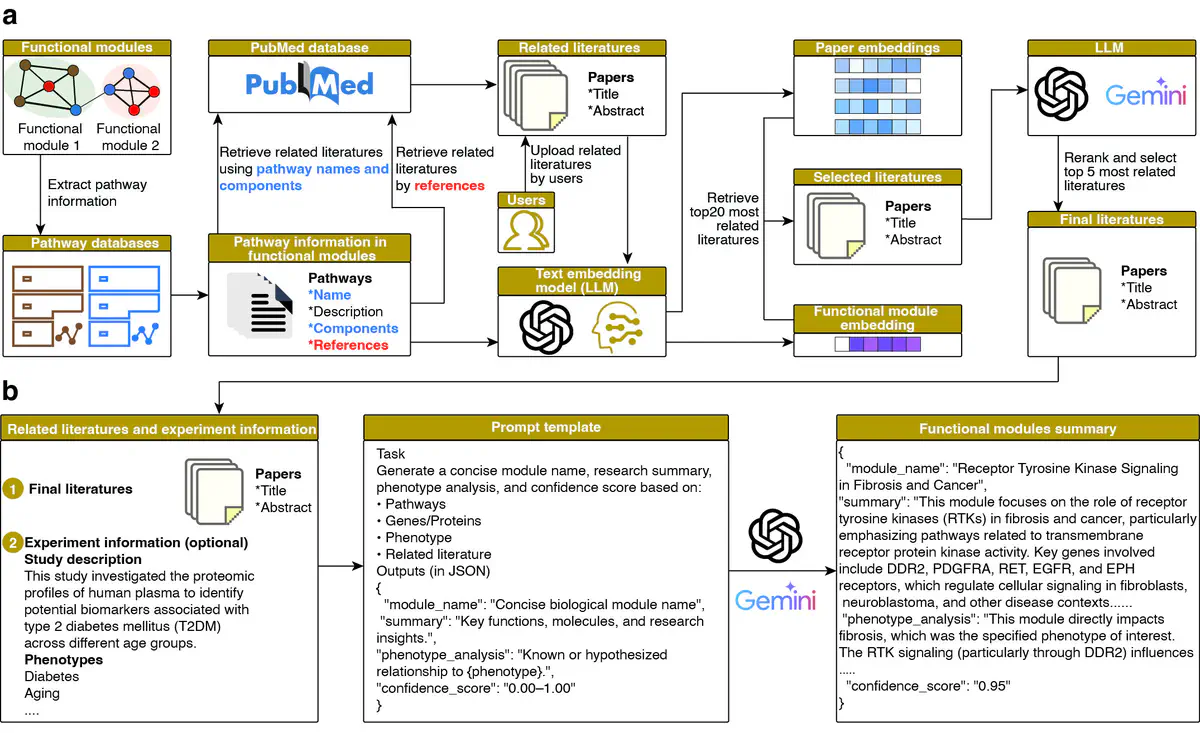 a
Functional modules
Functional
module 1
Functional
module 2
Extract pathway
information
Pathway databases
PubMed database
PubMed
Retrieve related literatures
using pathway names and
components
Retrieve related
literatures
by references
Pathway information in
functional modules
Pathways
*Name
*Description
*Components
*References
Related literatures
Papers
*Title
*Abstract
Upload related
literatures
by users
Users
Text embedding
model (LLM)
Paper embeddings
Retrieve
top20 most
related
literatures
Selected literatures
Papers
*Title
*Abstract
Functional module
embedding
LLM
Gemini
Rerank and select
top 5 most related
literatures
Final literatures
Papers
*Title
*Abstract
b
Related literatures and experiment information
1 Final literatures
Papers
*Title
*Abstract
2 Experiment information (optional)
Study description
This study investigated the proteomic
profiles of human plasma to identify
potential biomarkers associated with
type 2 diabetes mellitus (T2DM)
across different age groups.
Phenotypes
Diabetes
Aging
....
Prompt template
Task
Generate a concise module name, research summary,
phenotype analysis, and confidence score based on:
• Pathways
• Genes/Proteins
• Phenotype
• Related literature
Outputs (in JSON)
{
"module_name": "Concise biological module name",
"summary": "Key functions, molecules, and research
insights.",
"phenotype_analysis": "Known or hypothesized
relationship to {phenotype}.",
"confidence_score": "0.00–1.00"
}
Gemini
Functional modules summary
{
"module_name": "Receptor Tyrosine Kinase Signaling
in Fibrosis and Cancer",
"summary": "This module focuses on the role of receptor
tyrosine kinases (RTKs) in fibrosis and cancer, particularly
emphasizing pathways related to transmembrane
receptor protein kinase activity. Key genes involved
include DDR2, PDGFRA, RET, EGFR, and EPH
receptors, which regulate cellular signaling in fibroblasts,
neuroblastoma, and other disease contexts......
"phenotype_analysis": "This module directly impacts
fibrosis, which was the specified phenotype of interest.
The RTK signaling (particularly through DDR2) influences
.....
"confidence_score": "0.95"
}